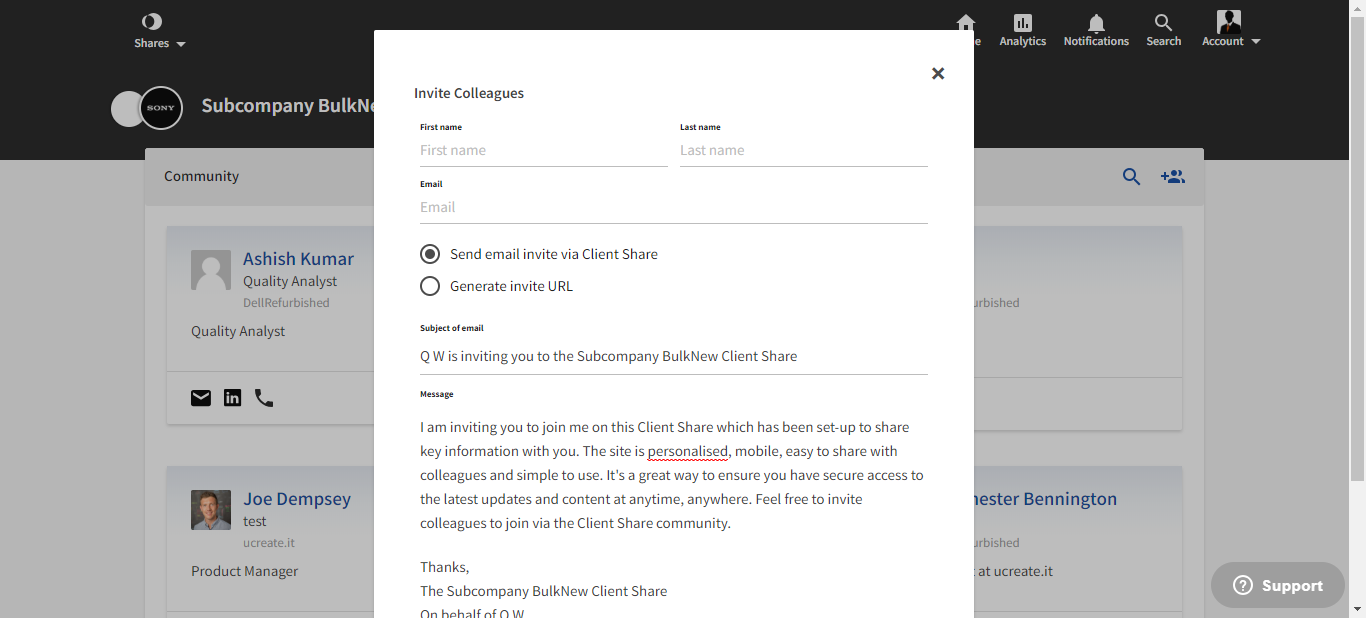 Shares
Analytics
Notifications
Search
Account
SONY
Subcompany BulkNe
Community
Ashish Kumar
Quality Analyst
DellRefurbished
Quality Analyst
Joe Dempsey
test
ucreate.it
Product Manager
Invite Colleagues
First name
Last name
First name
Last name
Email
Email
Send email invite via Client Share
Generate invite URL
Subject of email
Q W is inviting you to the Subcompany BulkNew Client Share
Message
I am inviting you to join me on this Client Share which has been set-up to share
key information with you. The site is personalised, mobile, easy to share with
colleagues and simple to use. It's a great way to ensure you have secure access to
the latest updates and content at anytime, anywhere. Feel free to invite
colleagues to join via the Client Share community.
Thanks,
The Subcompany BulkNew Client Share
On behalf of Q W
urbished
hester Bennington
urbished
at ucreate.it
Support